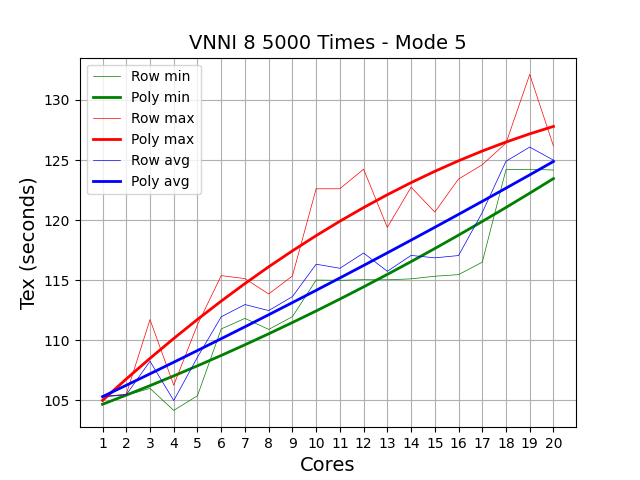 VNNI 8 5000 Times - Mode 5
Row min
Poly min
Row max
Poly max
Row avg
Poly avg
Tex (seconds)
130
125
120
115
110
105
1 2 3 4 5 6 7 8 9 10 11 12 13 14 15 16 17 18 19 20
Cores